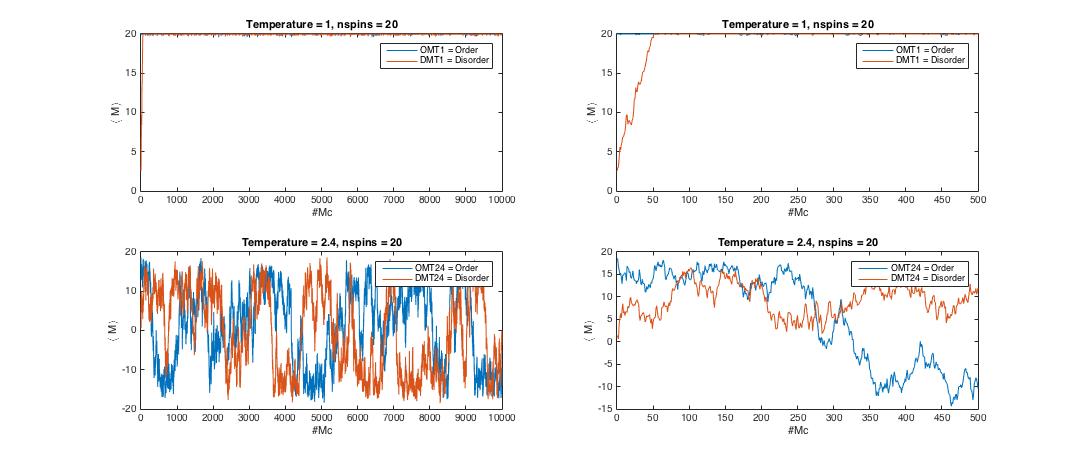 Temperature = 1, nspins = 20
20
15
10
5
0
⟨ M⟩
OMT1 = Order
DMT1 = Disorder
0 1000 2000 3000 4000 5000 6000 7000 8000 9000 10000
#Mc
Temperature = 1, nspins = 20
20
15
10
5
0
⟨ M⟩
OMT1 = Order
DMT1 = Disorder
0 50 100 150 200 250 300 350 400 450 500
#Mc
Temperature = 2.4, nspins = 20
20
10
0
-10
-20
⟨ M⟩
OMT24 = Order
DMT24 = Disorder
0 1000 2000 3000 4000 5000 6000 7000 8000 9000 10000
#Mc
Temperature = 2.4, nspins = 20
20
15
10
5
0
-5
-10
-15
⟨ M⟩
OMT24 = Order
DMT24 = Disorder
0 50 100 150 200 250 300 350 400 450 500
#Mc